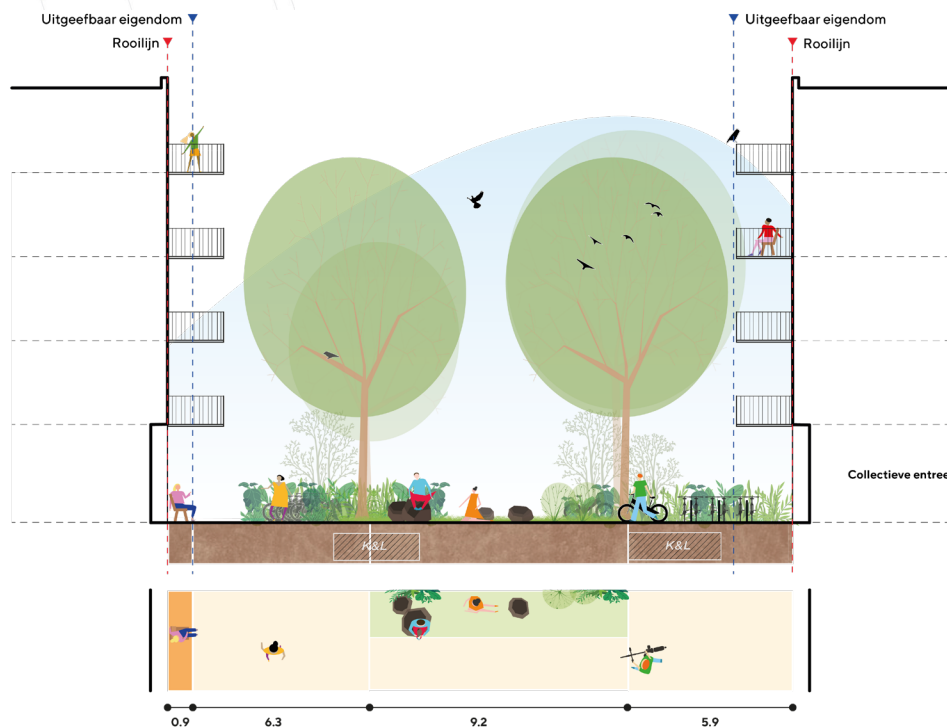 Uitgeefbaar eigendom
Rooilijn
Uitgeefbaar eigendom
Rooilijn
Collectieve entree
K&L
K&L
0.9
6.3
9.2
5.9